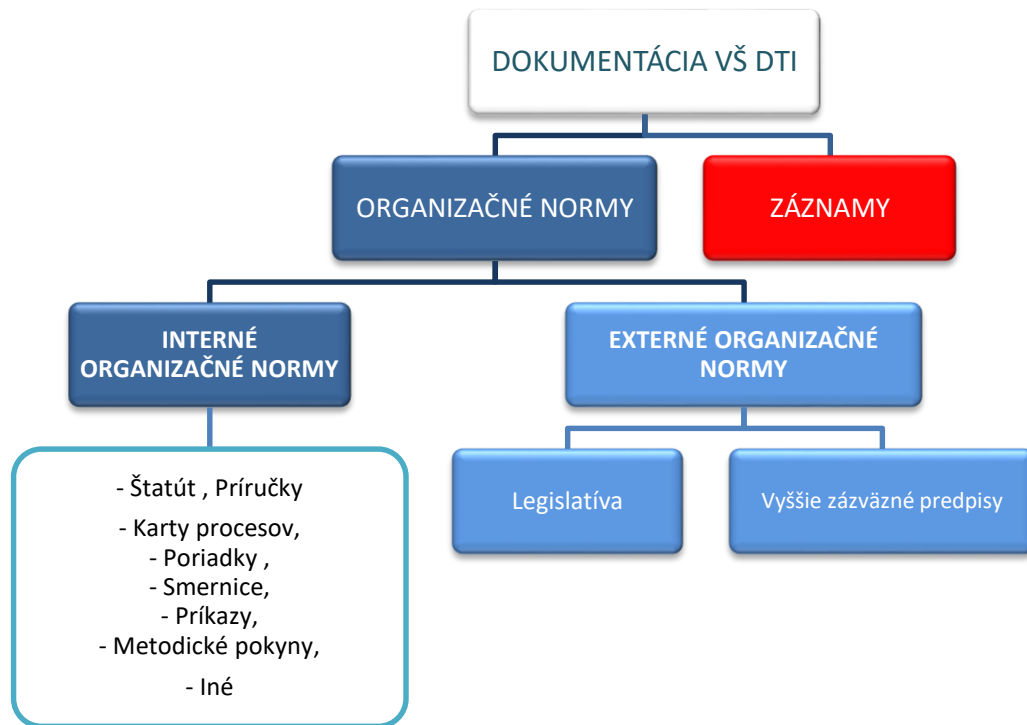 DOKUMENTÁCIA VŠ DTI
ORGANIZAČNÉ NORMY
ZÁZNAMY
INTERNÉ
ORGANIZAČNÉ NORMY
EXTERNÉ ORGANIZAČNÉ
NORMY
- Štatút , Príručky
- Karty procesov,
- Poriadky ,
- Smernice,
- Príkazy,
- Metodické pokyny,
- Iné
Legislatíva
Vyššie zázväzné predpisy